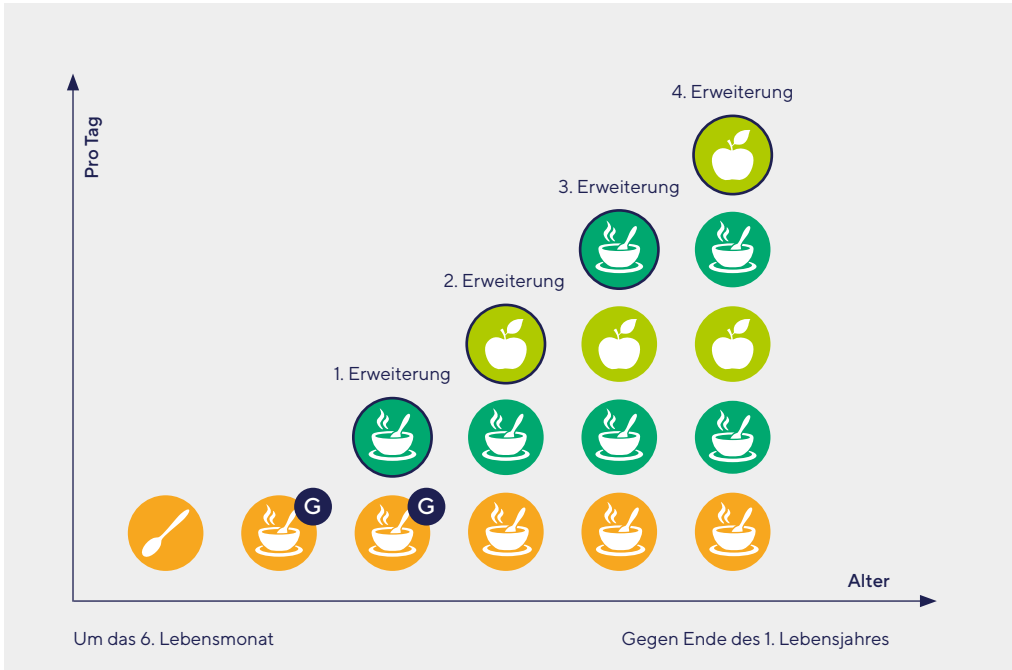 4. Erweiterung
Pro Tag
3. Erweiterung
2. Erweiterung
1. Erweiterung
G
G
Alter
Um das 6. Lebensmonat
Gegen Ende des 1. Lebensjahres